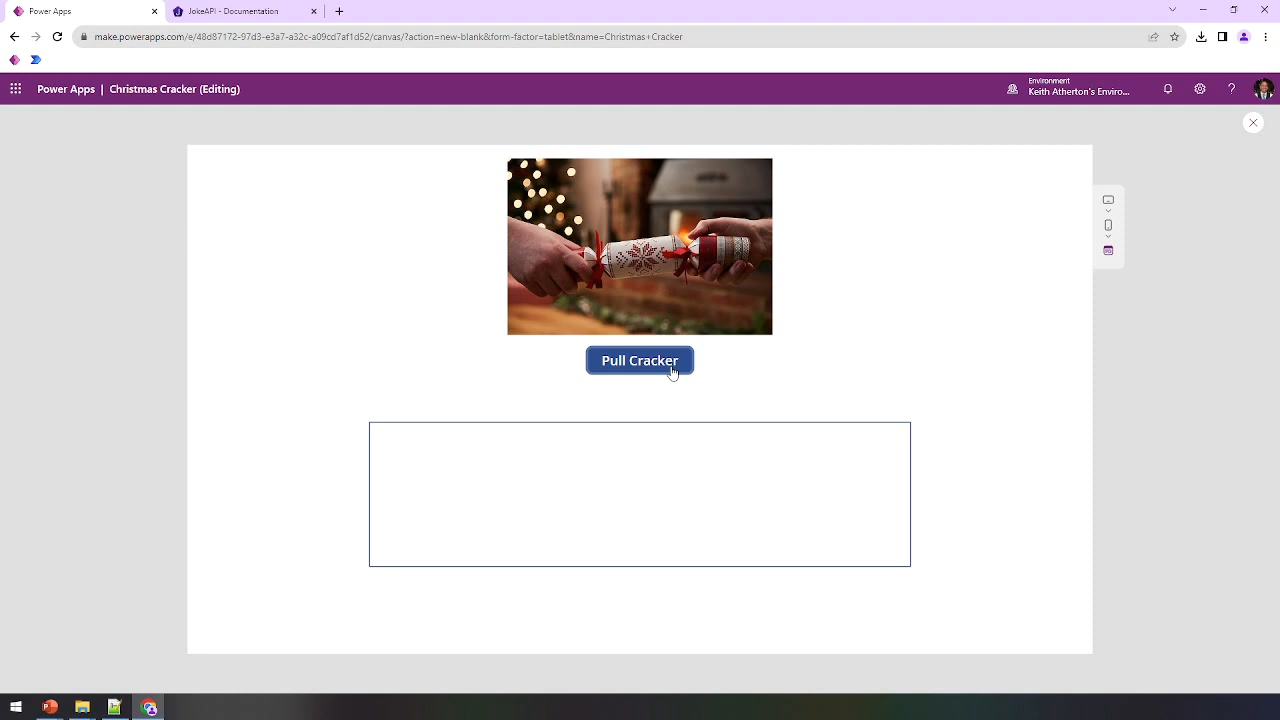 Power Apps
JokeAPI - Documentation
make.powerapps.com/e/48d87172-97d3-e3a7-a32c-a09cd7af1d52/canvas/?action=new-blank&form-factor=tablet&name=Christmas+Cracker
Power Apps | Christmas Cracker (Editing)
Environment
Keith Atherton's Enviro...
Pull Cracker